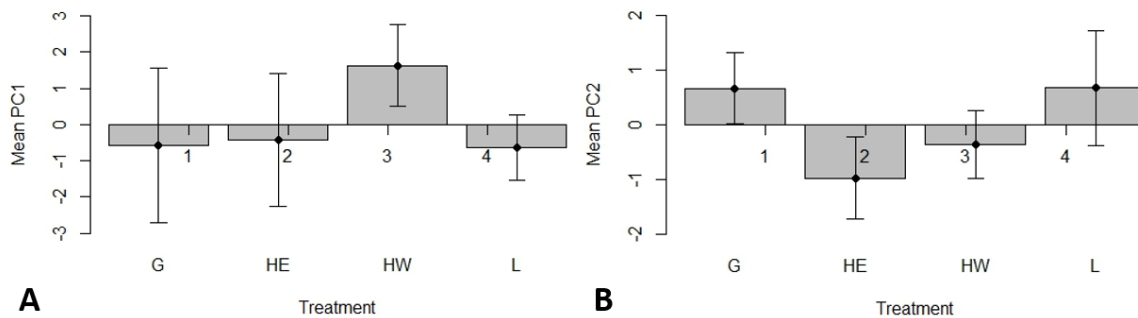 Mean PC1
3
2
1
0
-1
-2
-3
1 2 3 4
G HE HW L
Treatment
A
Mean PC2
2
1
0
-1
-2
1 2 3 4
G HE HW L
Treatment
B